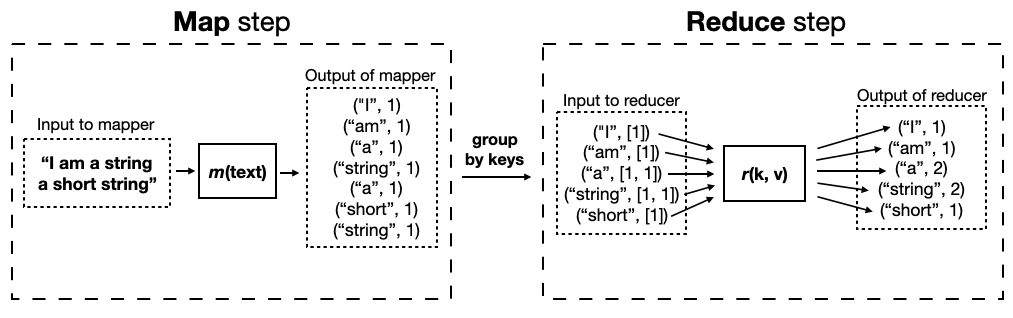 Map step
Input to mapper
“I am a string
a short string”
m(text)
Output of mapper
("I”, 1)
(“am”, 1)
(“a”, 1)
(“string”, 1)
(“a”, 1)
(“short”, 1)
(“string”, 1)
group
by keys
Reduce step
Input to reducer
("I”, [1])
(“am”, [1])
(“a”, [1, 1])
(“string”, [1, 1])
(“short”, [1])
r(k, v)
Output of reducer
(“I”, 1)
(“am”, 1)
(“a”, 2)
(“string”, 2)
(“short”, 1)